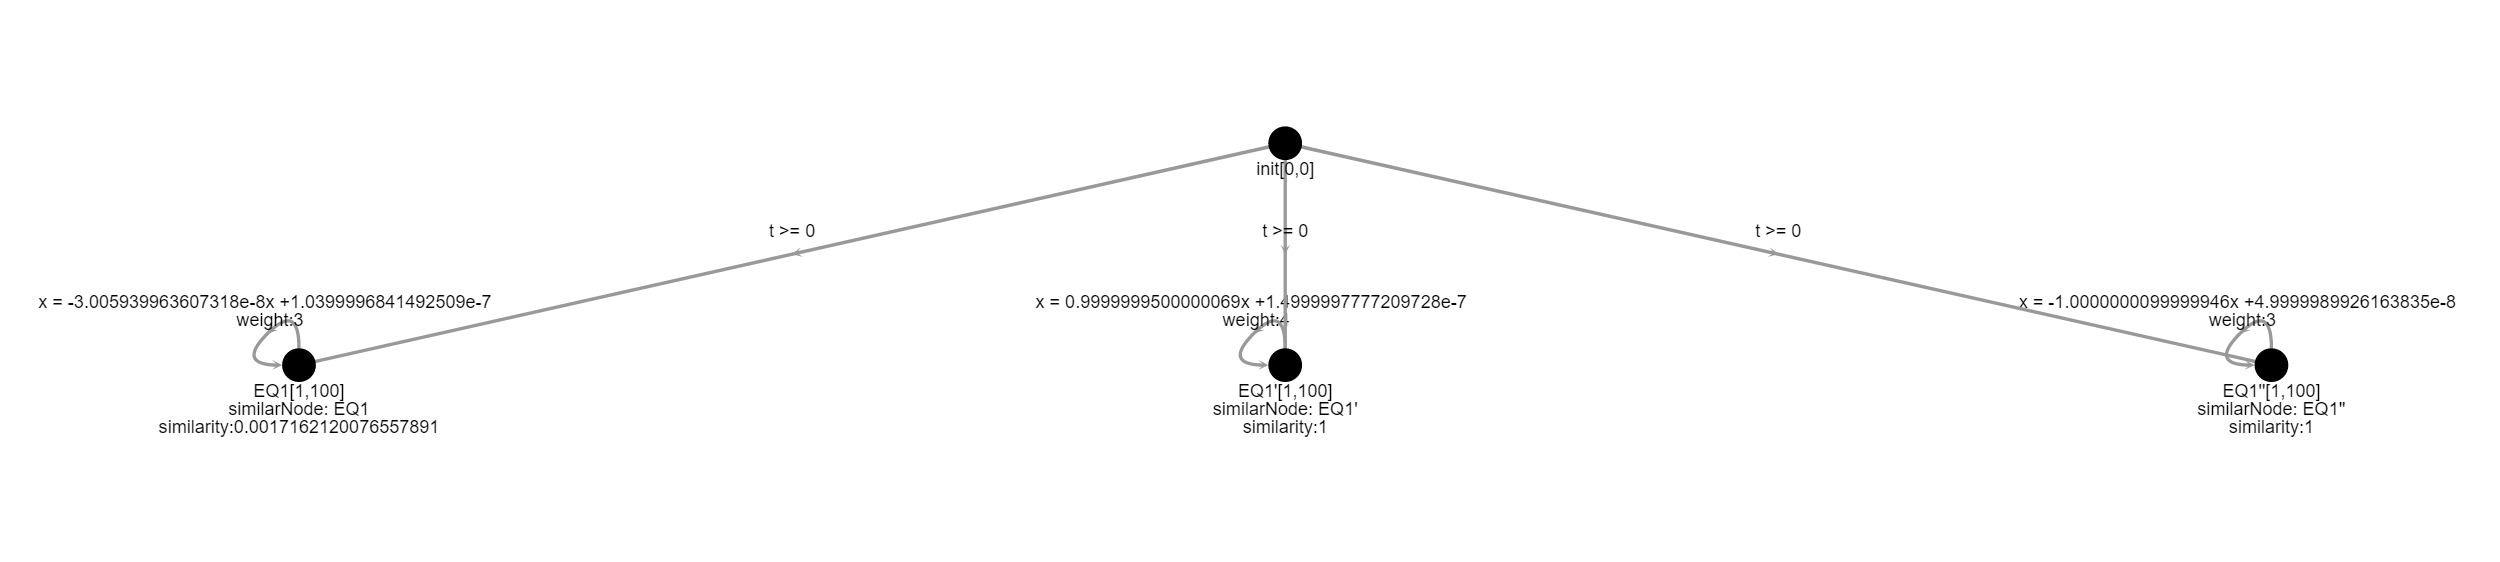 init[0,0]
t >= 0
t >= 0
t >= 0
x = -3.005939963607318e-8x +1.0399996841492509e-7
weight:3
x = 0.9999999500000069x +1.4999997777209728e-7
weight:4
x = -1.0000000099999946x +4.9999989926163835e-8
weight:3
EQ1[1,100]
similarNode: EQ1
similarity:0.0017162120076557891
EQ1'[1,100]
similarNode: EQ1'
similarity:1
EQ1''[1,100]
similarNode: EQ1''
similarity:1